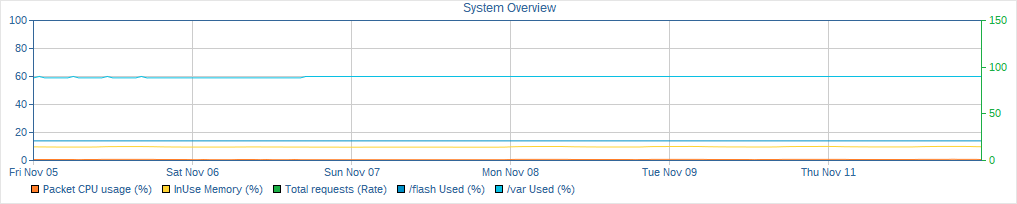 System Overview
100 150
80
60 100
40 50
20
0 0
Fri Nov 05 Sat Nov 06 Sun Nov 07 Mon Nov 08 Tue Nov 09 Thu Nov 11
Packet CPU usage (%) InUse Memory (%) Total requests (Rate) /flash Used (%) /var Used (%)